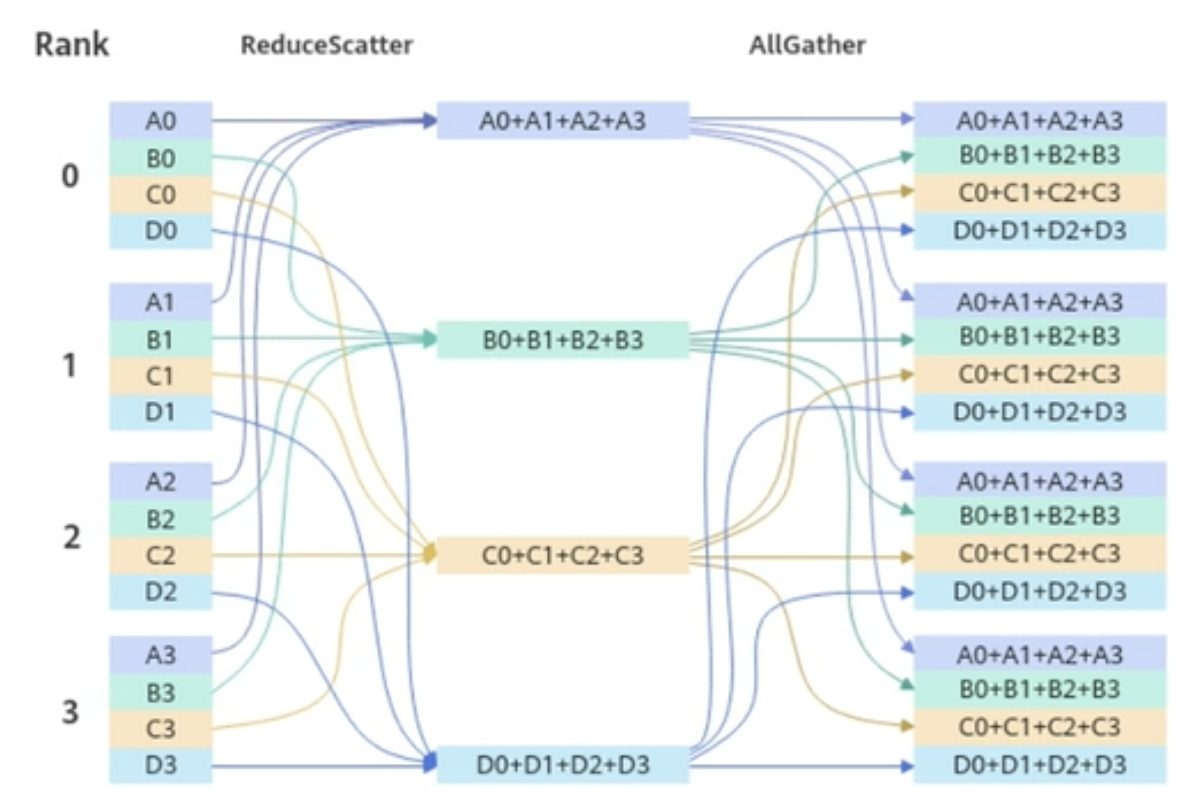 Rank
ReduceScatter
AllGather
0
A0
B0
C0
D0
1
A1
B1
C1
D1
2
A2
B2
C2
D2
3
A3
B3
C3
D3
A0+A1+A2+A3
B0+B1+B2+B3
C0+C1+C2+C3
D0+D1+D2+D3
A0+A1+A2+A3
B0+B1+B2+B3
C0+C1+C2+C3
D0+D1+D2+D3
A0+A1+A2+A3
B0+B1+B2+B3
C0+C1+C2+C3
D0+D1+D2+D3
A0+A1+A2+A3
B0+B1+B2+B3
C0+C1+C2+C3
D0+D1+D2+D3
A0+A1+A2+A3
B0+B1+B2+B3
C0+C1+C2+C3
D0+D1+D2+D3